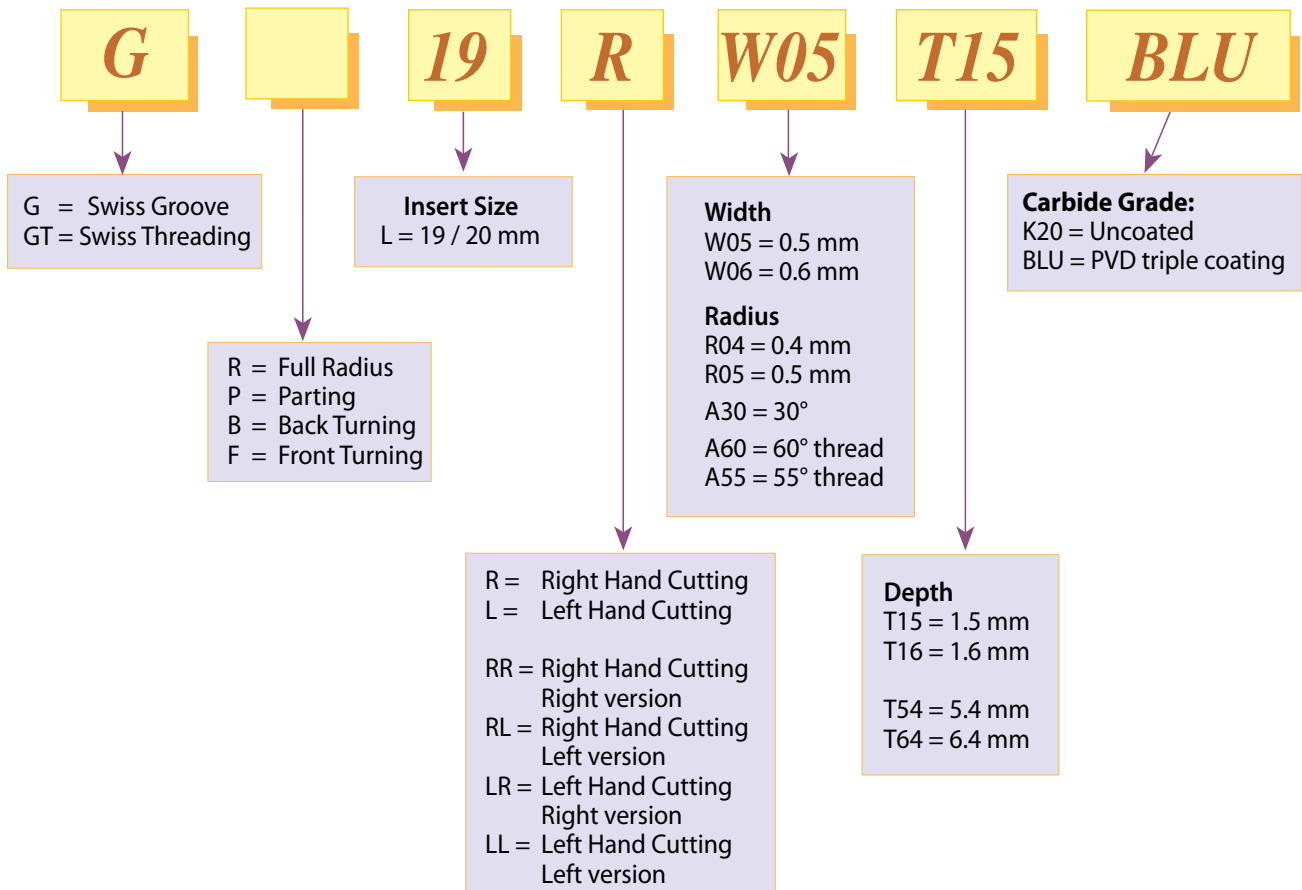 G 19 R W05 T15 BLU
G = Swiss Groove
GT = Swiss Threading
Insert Size
L = 19 / 20 mm
Width
W05 = 0.5 mm
W06 = 0.6 mm
Radius
R04 = 0.4 mm
R05 = 0.5 mm
A30 = 30°
A60 = 60° thread
A55 = 55° thread
Carbide Grade:
K20 = Uncoated
BLU = PVD triple coating
R = Full Radius
P = Parting
B = Back Turning
F = Front Turning
R = Right Hand Cutting
L = Left Hand Cutting
RR = Right Hand Cutting
Right version
RL = Right Hand Cutting
Left version
LR = Left Hand Cutting
Right version
LL = Left Hand Cutting
Left version
Depth
T15 = 1.5 mm
T16 = 1.6 mm
T54 = 5.4 mm
T64 = 6.4 mm